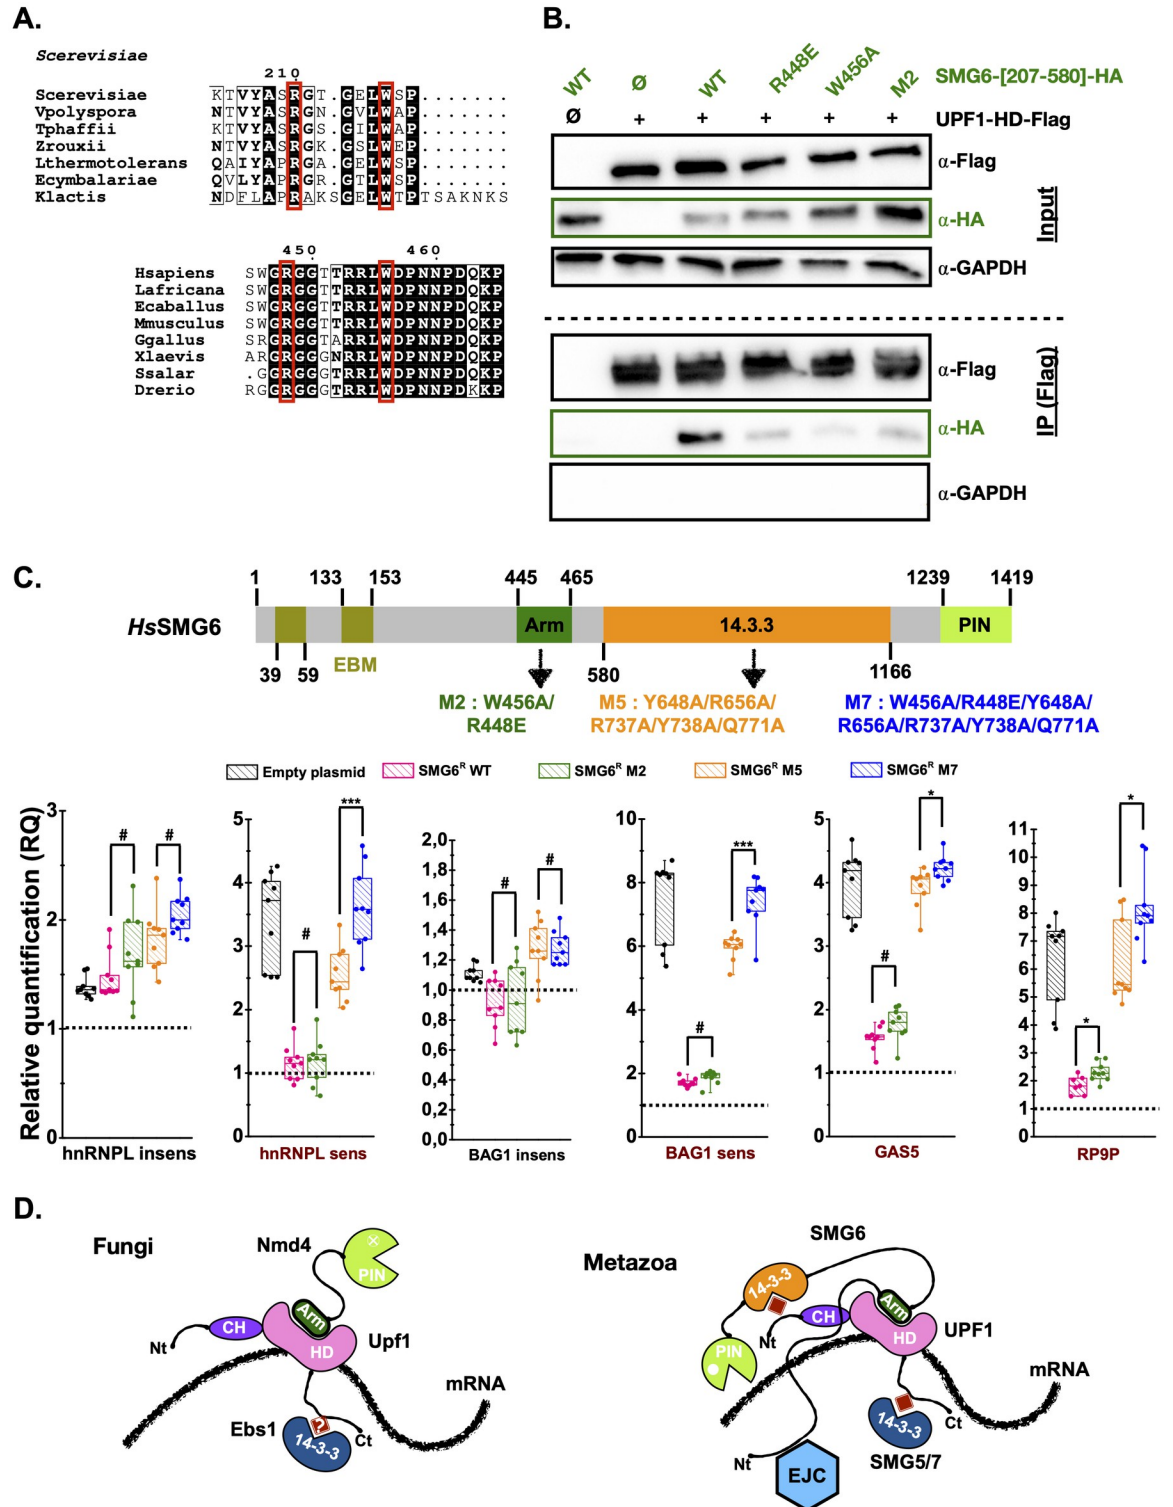 A.
Scerevisiae
210
Scerevisiae KTVYASRGT.GELWSP.......
Vpolyspora NTVYASRGN.GVLWAP.......
Tphaffii KTVYASRGS.GILWAP.......
Zrouxii NTVYASRGK.GSLWEP.......
Lthermotolerans QAIYAPRGA.GELWSP.......
Ecymbalariae QVLYAPRGR.GTLWSP.......
Klactis NDFLAPRAKSGELWTPTSAKNKS
450 460
Hsapiens SWGRGGTTRRLWDPNNPDQKP
Lafricana SWGRGGTTRRLWDPNNPDQKP
Ecaballus SWGRGGTTRRLWDPNNPDQKP
Mmusculus SWGRGGTTRRLWDPNNPDQKP
Ggallus SRGRGGTARRLWDPNNPDQKP
Xlaevis ARGRGGGNRRLWDPNNPDQKP
Ssalar .GGRGGGTRRLWDPNNPDQKP
Drerio RGGRGGGTRRLWDPNNPDKKP
B.
WT Ø WT R448E W456A M2 SMG6-[207-580]-HA
Ø + + + + + UPF1-HD-Flag
α-Flag
α-HA
α-GAPDH
Input
α-Flag
α-HA
α-GAPDH
IP (Flag)
C.
1 133 153 445 465 1239 1419
HsSMG6 Arm 14.3.3 PIN
39 59 EBM 580 1166
M2 : W456A/
R448E
M5 : Y648A/R656A/
R737A/Y738A/Q771A
M7 : W456A/R448E/Y648A/
R656A/R737A/Y738A/Q771A
Empty plasmid SMG6R WT SMG6R M2 SMG6R M5 SMG6R M7
Relative quantification (RQ)
3
2
1
0
# #
hnRNPL insens
5
4
3
2
1
0
# ***
hnRNPL sens
2,0
1,8
1,6
1,4
1,2
1,0
0,8
0,6
0,4
0,2
0,0
# #
BAG1 insens
10
8
6
4
2
0
# ***
BAG1 sens
5
4
3
2
1
0
# *
GAS5
11
10
9
8
7
6
5
4
3
2
1
0
* *
RP9P
D.
Fungi
Nmd4
PIN
Arm
CH
HD
Upf1
Nt
mRNA
Ebs1
?
14-3-3
Ct
Metazoa
SMG6
14-3-3
Arm
CH
HD
UPF1
Nt
PIN
mRNA
14-3-3
Ct
SMG5/7
Nt
EJC